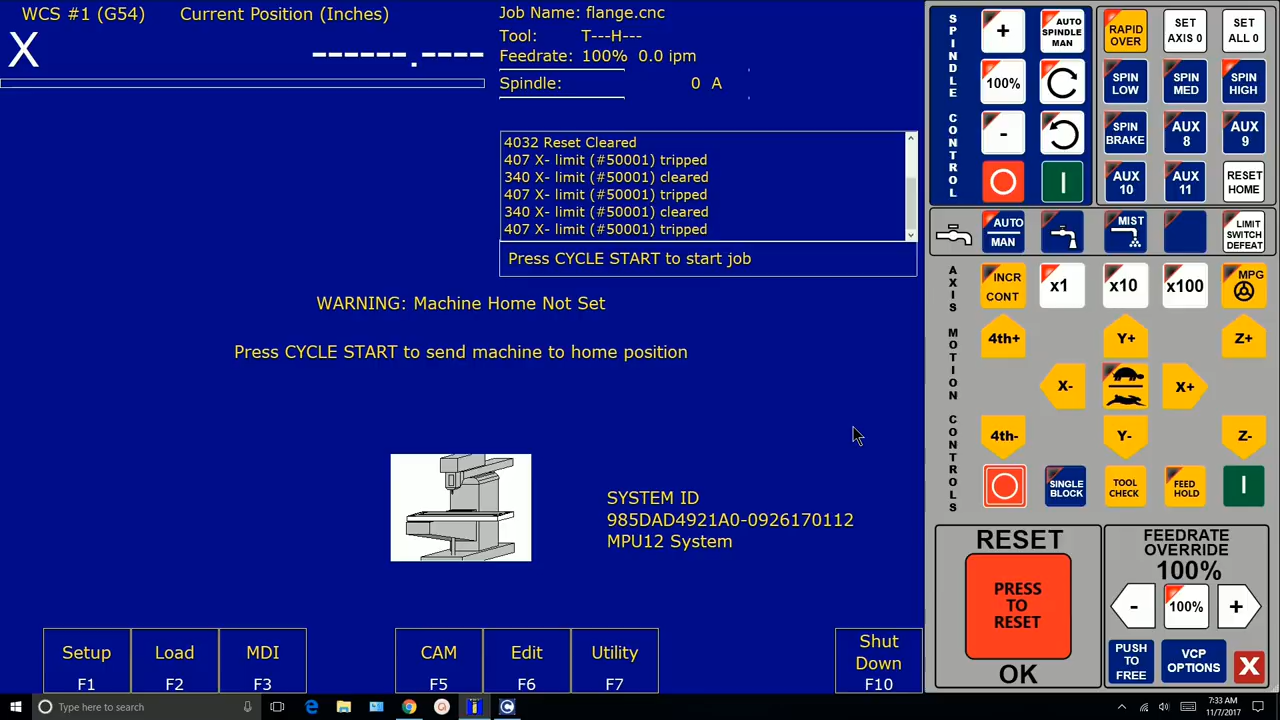 WCS #1 (G54)
Current Position (Inches)
X
-----.----
Job Name: flange.cnc
Tool: T---H---
Feedrate: 100% 0.0 ipm
Spindle: 0 A
4032 Reset Cleared
407 X- limit (#50001) tripped
340 X- limit (#50001) cleared
407 X- limit (#50001) tripped
340 X- limit (#50001) cleared
407 X- limit (#50001) tripped
Press CYCLE START to start job
WARNING: Machine Home Not Set
Press CYCLE START to send machine to home position
SYSTEM ID
985DAD4921A0-0926170112
MPU12 System
Setup
F1
Load
F2
MDI
F3
CAM
F5
Edit
F6
Utility
F7
Shut
Down
F10
SPINDLE CONTROL
+
AUTO
SPINDLE
MAN
100%
-
RAPID
OVER
SET
AXIS 0
SET
ALL 0
SPIN
LOW
SPIN
MED
SPIN
HIGH
SPIN
BRAKE
AUX
8
AUX
9
AUX
10
AUX
11
RESET
HOME
AUTO
MAN
MIST
LIMIT
SWITCH
DEFEAT
AXIS MOTION CONTROLS
INCR
CONT
x1
x10
x100
MPG
4th+
Y+
Z+
X-
X+
4th-
Y-
Z-
SINGLE
BLOCK
TOOL
CHECK
FEED
HOLD
RESET
PRESS
TO
RESET
OK
FEEDRATE
OVERRIDE
100%
-
100%
+
PUSH
TO
FREE
VCP
OPTIONS
X
Type here to search
7:33 AM
11/7/2017